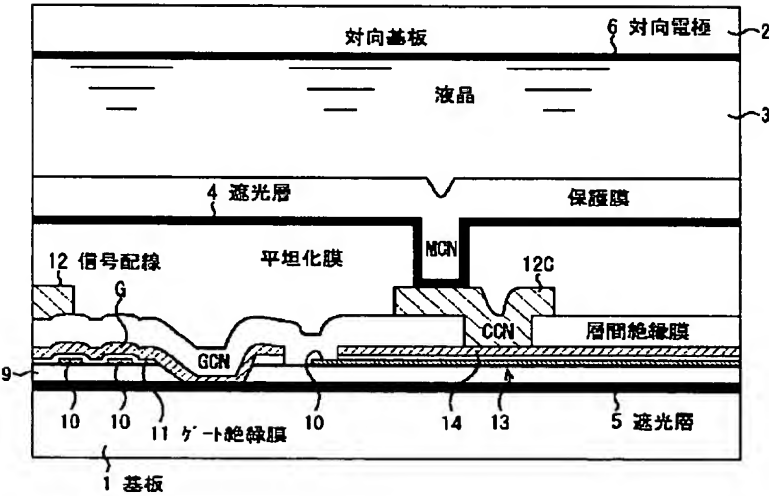 6 対向電極
対向基板
2
液晶
3
4 遮光層
保護膜
MCN
12 信号配線
平坦化膜
12C
G
CCN
GCN
層間絶縁膜
9
10
10
11 ゲート絶縁膜
10
14
13
5 遮光層
1 基板